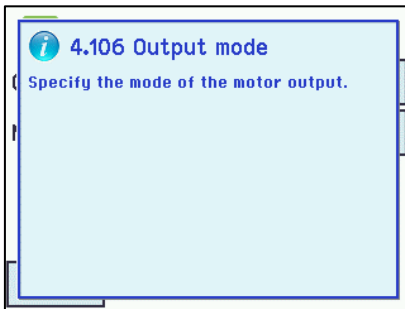 4.106 Output mode
Specify the mode of the motor output.